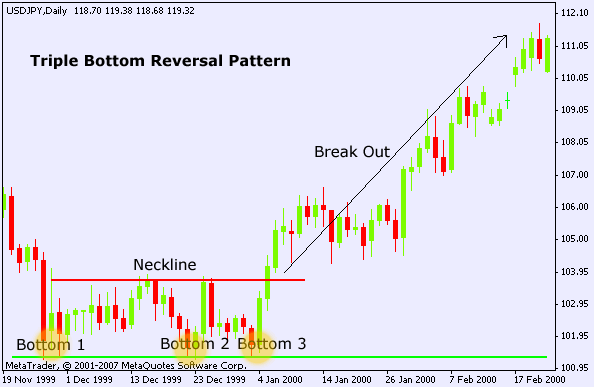 USDJPY,Daily 118.70 119.38 118.68 119.32
112.10
Triple Bottom Reversal Pattern
111.05
110.05
109.05
Break Out
108.05
107.00
106.00
105.00
Neckline
103.95
102.95
Bottom 1
Bottom 2
Bottom 3
101.95
MetaTrader, © 2001-2007 MetaQuotes Software Corp.
100.95
19 Nov 1999
1 Dec 1999
13 Dec 1999
23 Dec 1999
4 Jan 2000
14 Jan 2000
26 Jan 2000
7 Feb 2000
17 Feb 2000